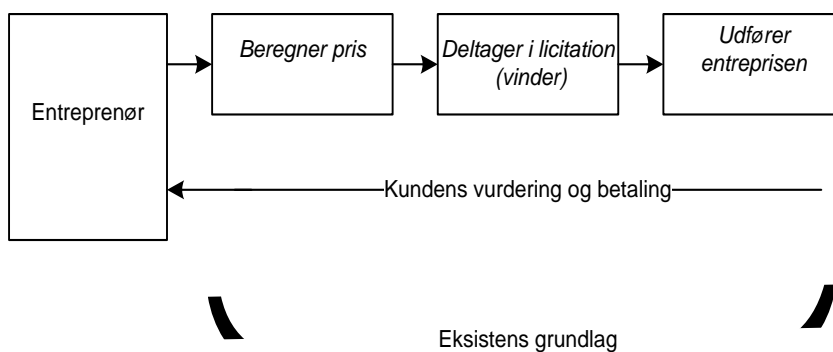 Entreprenør
Beregner pris
Deltager i licitation
(vinder)
Udfører
entreprisen
Kundens vurdering og betaling
Eksistens grundlag